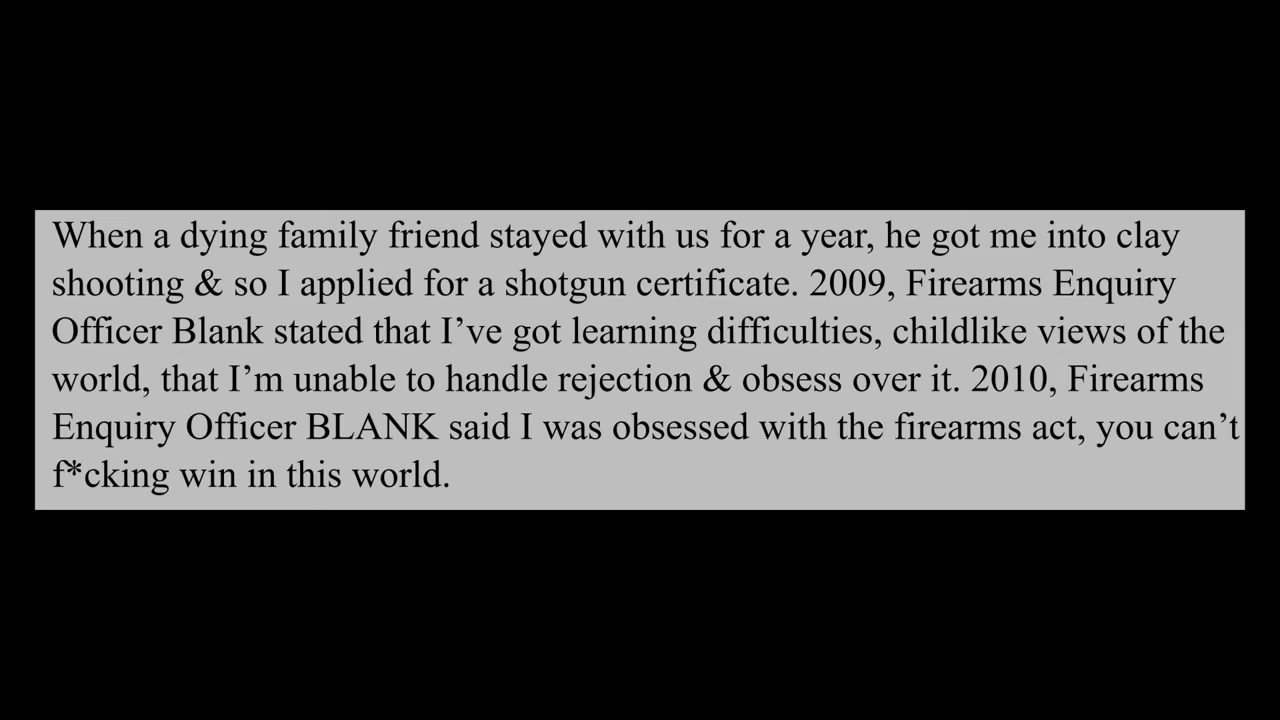 When a dying family friend stayed with us for a year, he got me into clay
shooting & so I applied for a shotgun certificate. 2009, Firearms Enquiry
Officer Blank stated that I’ve got learning difficulties, childlike views of the
world, that I’m unable to handle rejection & obsess over it. 2010, Firearms
Enquiry Officer BLANK said I was obsessed with the firearms act, you can’t
f*cking win in this world.